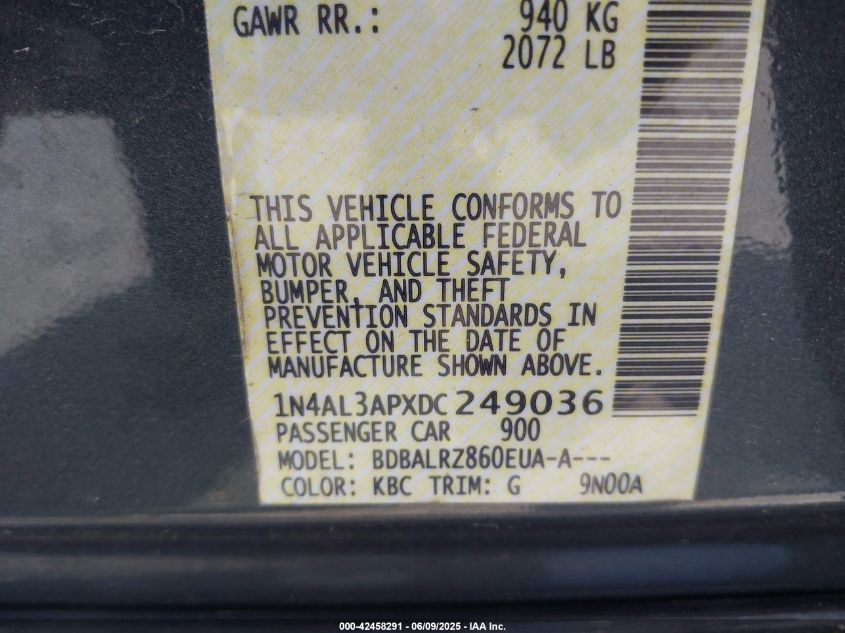 GAWR RR.: 940 KG
2072 LB
THIS VEHICLE CONFORMS TO
ALL APPLICABLE FEDERAL
MOTOR VEHICLE SAFETY,
BUMPER, AND THEFT
PREVENTION STANDARDS IN
EFFECT ON THE DATE OF
MANUFACTURE SHOWN ABOVE.
1N4AL3APXDC249036
PASSENGER CAR 900
MODEL: BDBALRZ860EUA-A---
COLOR: KBC TRIM: G 9N00A
000-42458291 - 06/09/2025 - IAA Inc.